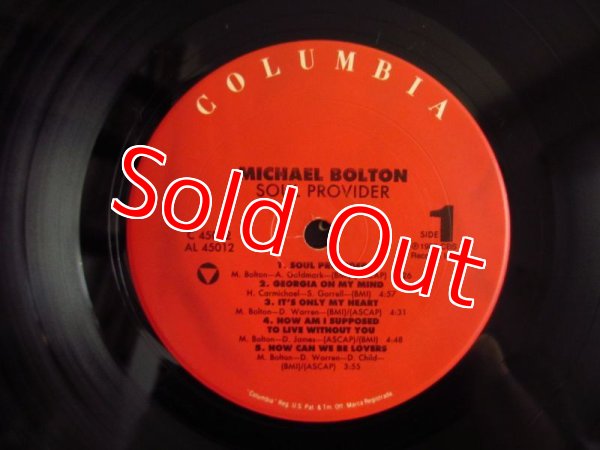 COLUMBIA
MICHAEL BOLTON
SOUL PROVIDER
Sold Out
AL 45012
SIDE 1
1. SOUL
M. Bolton—A. Goldmark—
2. GEORGIA ON MY MIND
H. Carmichael—S. Gorrell—(BMI) 4:57
3. IT'S ONLY MY HEART
M. Bolton—D. Warren—(BMI)/(ASCAP) 4:31
4. HOW AM I SUPPOSED
TO LIVE WITHOUT YOU
M. Bolton—D. James—(ASCAP)/(BMI) 4:48
5. HOW CAN WE BE LOVERS
M. Bolton—D. Warren—D. Child—
(BMI)/(ASCAP) 3:55
"Columbia" Reg. U.S. Pat. & Tm. Off. Marca Registrada.